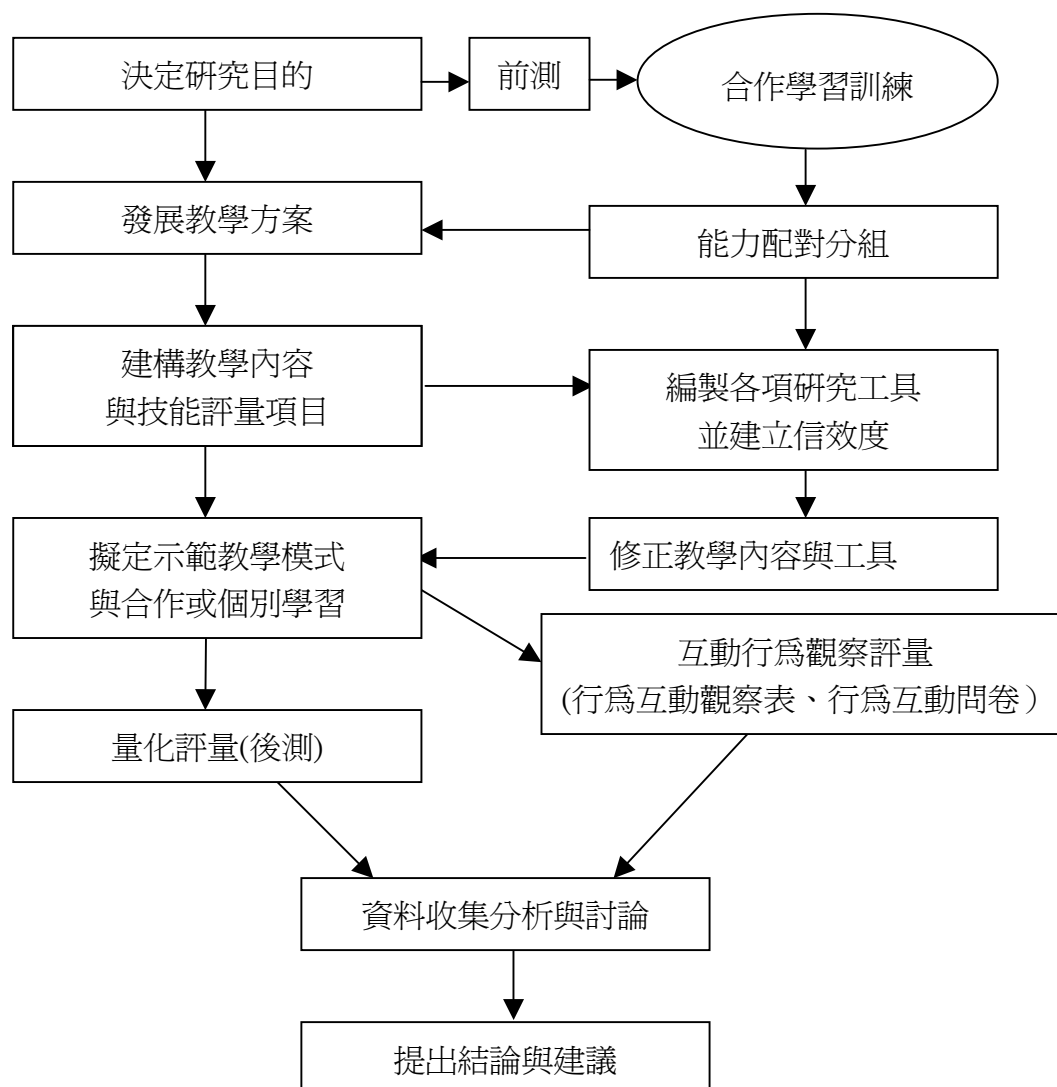 決定研究目的
前測
合作學習訓練
發展教學方案
能力配對分組
建構教學內容
與技能評量項目
編製各項研究工具
並建立信效度
擬定示範教學模式
與合作或個別學習
修正教學內容與工具
互動行為觀察評量
(行為互動觀察表、行為互動問卷）
量化評量(後測)
資料收集分析與討論
提出結論與建議